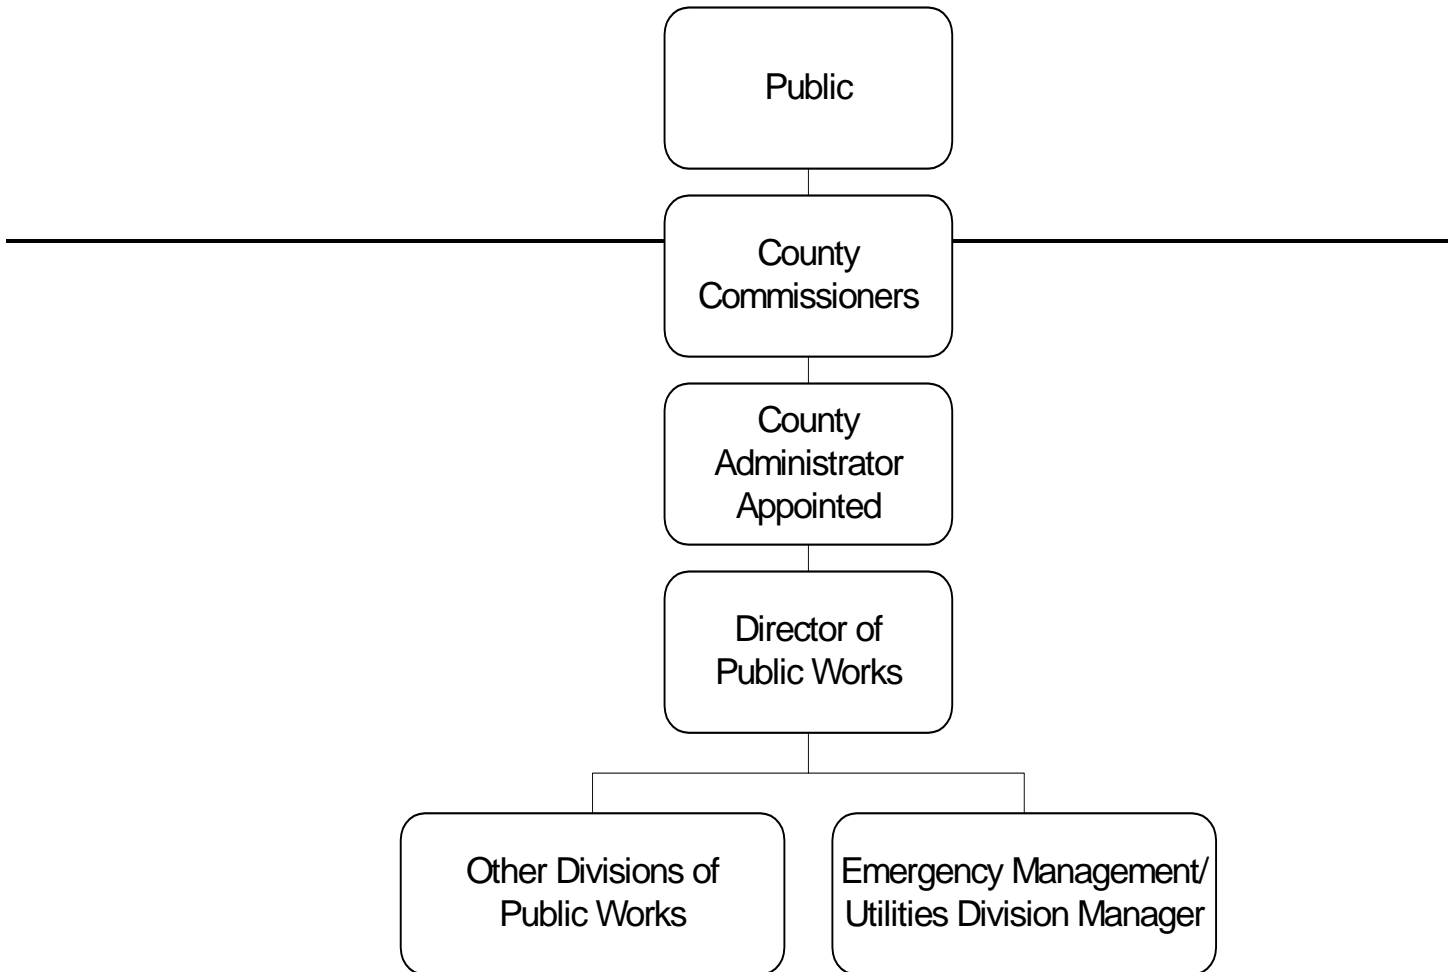 Public
County
Commissioners
County
Administrator
Appointed
Director of
Public Works
Other Divisions of
Public Works
Emergency Management/
Utilities Division Manager